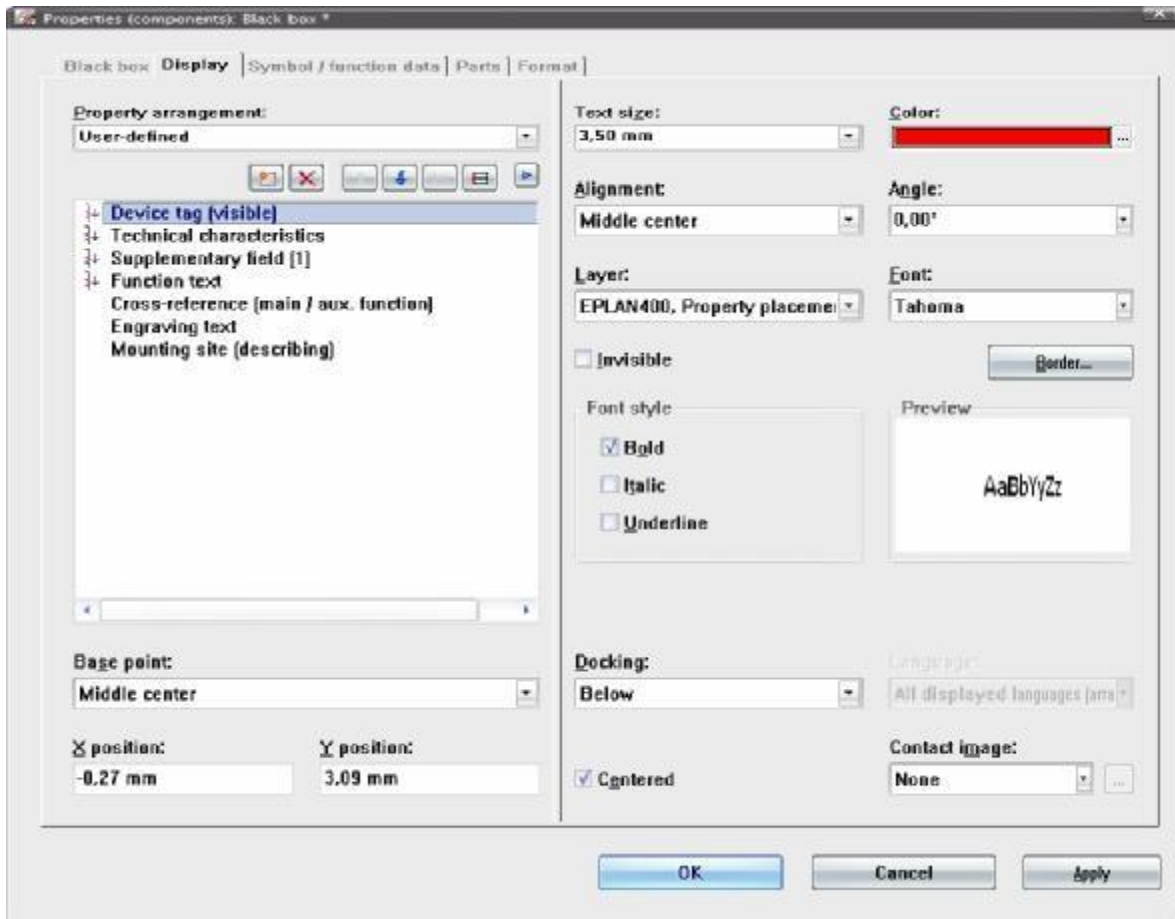 Properties (components): Black box *
Black box Display Symbol / function data Parts Format
Property arrangement:
User-defined
Device tag (visible)
Technical characteristics
Supplementary field [1]
Function text
Cross-reference (main / aux. function)
Engraving text
Mounting site (describing)
Base point:
Middle center
X position: Y position:
-0,27 mm 3,09 mm
Text size: Color:
3,50 mm ...
Alignment: Angle:
Middle center 0,00°
Layer: Font:
EPLAN400, Property placemer Tahoma
Invisible Border...
Font style Preview
Bold
Italic AaBbYyZz
Underline
Docking: Language:
Below All displayed languages (arra
Contact image:
Centered None ...
OK Cancel Apply